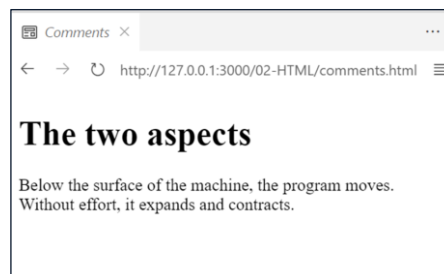 Comments
http://127.0.0.1:3000/02-HTML/comments.html
The two aspects
Below the surface of the machine, the program moves.
Without effort, it expands and contracts.